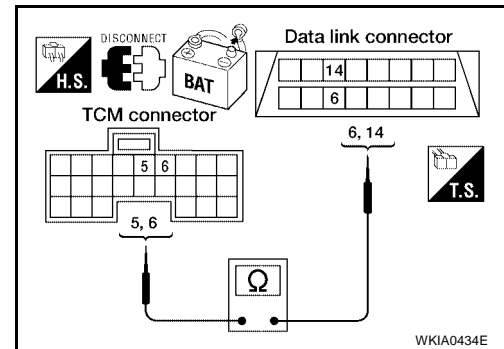 DISCONNECT
H.S.
BAT
Data link connector
14
6
TCM connector
6, 14
5 6
T.S.
5, 6
Ω
WKIA0434E